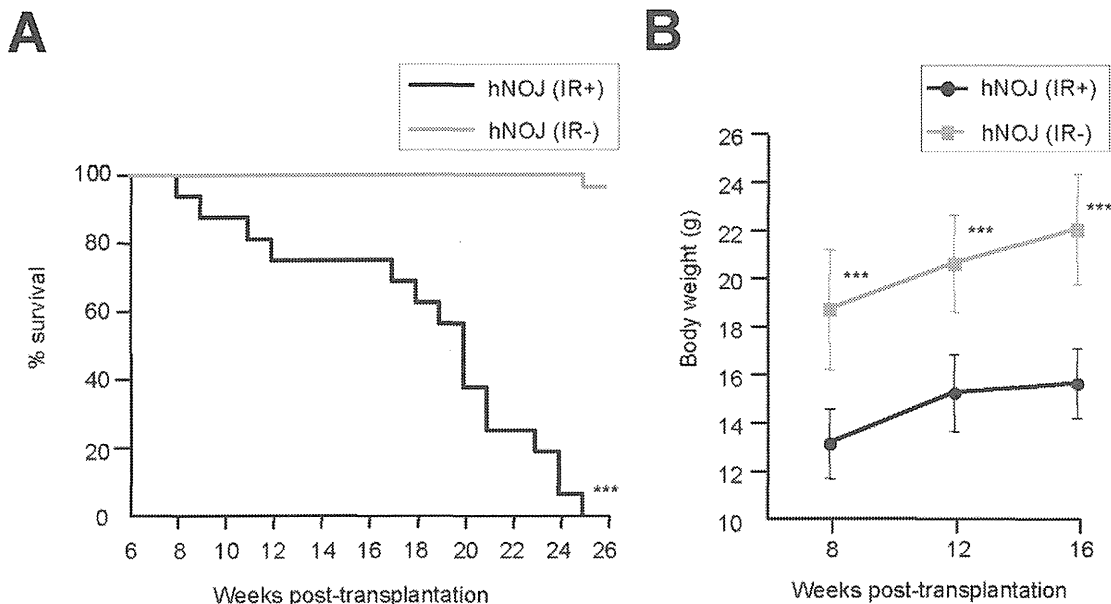 A
hNOJ (IR+)
hNOJ (IR-)
100
80
60
40
20
0
% survival
***
6 8 10 12 14 16 18 20 22 24 26
Weeks post-transplantation
B
hNOJ (IR+)
hNOJ (IR-)
26
24
22
20
18
16
14
12
10
Body weight (g)
***
***
***
8 12 16
Weeks post-transplantation